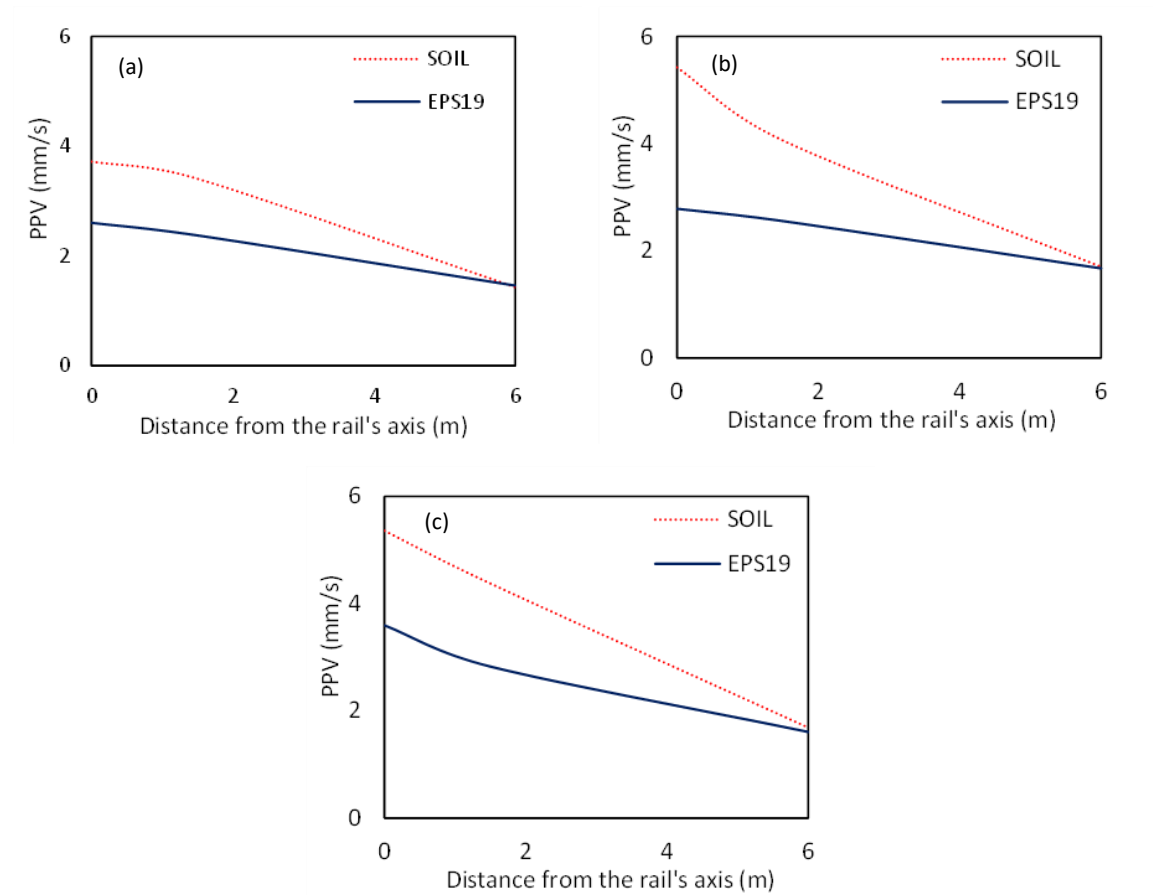 6
(a)
SOIL
EPS19
4
2
0
PPV (mm/s)
0 2 4 6
Distance from the rail's axis (m)
6
(b)
SOIL
EPS19
4
2
0
PPV (mm/s)
0 2 4 6
Distance from the rail's axis (m)
6
(c)
SOIL
EPS19
4
2
0
PPV (mm/s)
0 2 4 6
Distance from the rail's axis (m)